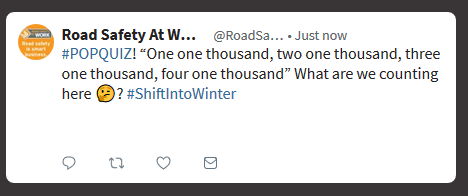 WORK
Road safety
is smart
business
Road Safety At W... @RoadSa... • Just now
#POPQUIZ! “One one thousand, two one thousand, three
one thousand, four one thousand” What are we counting
here 🤔? #ShiftIntoWinter